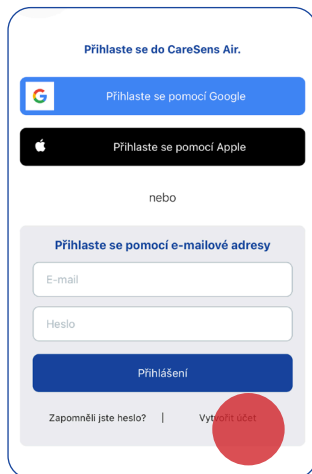 Přihlaste se do CareSens Air.
Přihlaste se pomocí Google
Přihlaste se pomocí Apple
nebo
Přihlaste se pomocí e-mailové adresy
E-mail
Heslo
Přihlášení
Zapomněli jste heslo? | Vytvořit účet